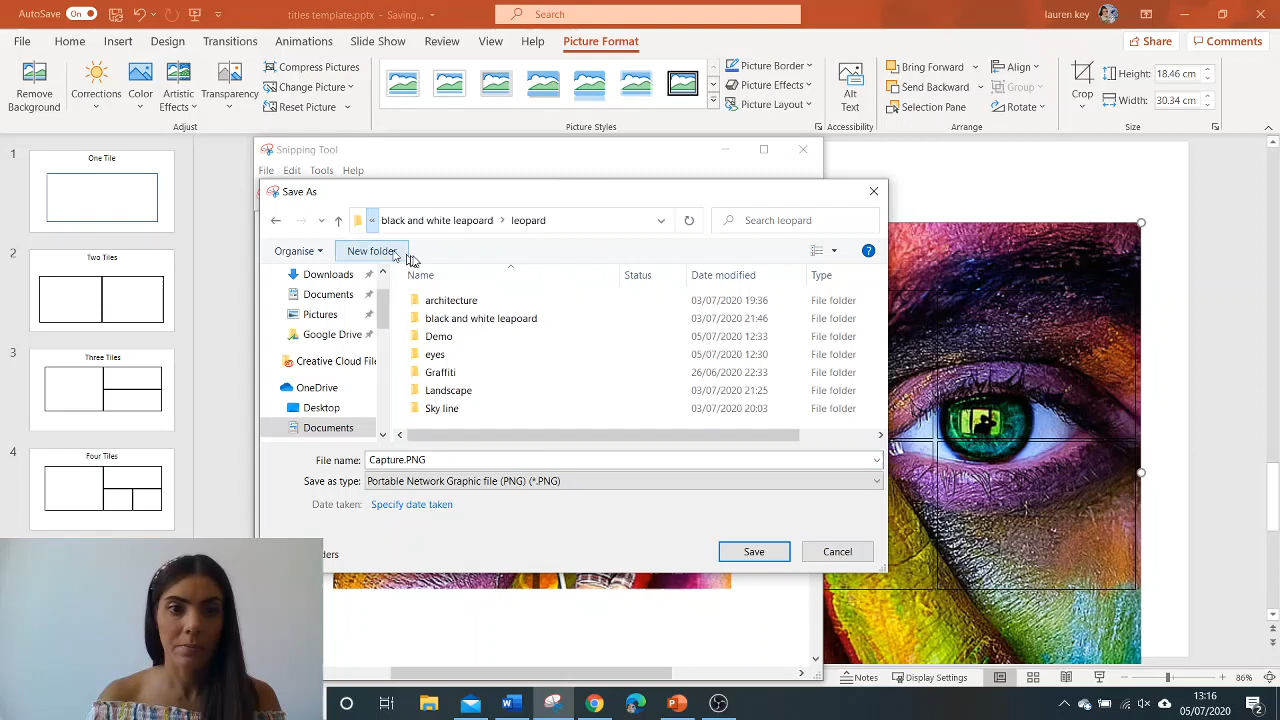 AutoSave On titles template.pptx - Saving... Search lauren key
File Home Insert Design Transitions Animations Slide Show Review View Help Picture Format Share Comments
Remove Background
Corrections
Color
Artistic Effects
Transparency
Compress Pictures
Change Picture
Reset Picture
Adjust
Picture Styles
Picture Border
Picture Effects
Picture Layout
Alt Text
Accessibility
Bring Forward
Send Backward
Selection Pane
Align
Group
Rotate
Arrange
Crop
Height: 18.46 cm
Width: 30.34 cm
Size
1
One Tile
2
Two Tiles
3
Three Tiles
4
Four Tiles
Snipping Tool
File Edit Tools Help
Save As
« black and white leapoard > leopard
Search leopard
Organise New folder
Name Status Date modified Type
Downloads
Documents
Pictures
Google Drive
Creative Cloud File
OneDrive
Desktop
Documents
architecture 03/07/2020 19:36 File folder
black and white leapoard 03/07/2020 21:46 File folder
Demo 05/07/2020 12:33 File folder
eyes 05/07/2020 12:30 File folder
Graffiti 26/06/2020 22:33 File folder
Landscape 03/07/2020 21:25 File folder
Sky line 03/07/2020 20:03 File folder
File name: Capture.PNG
Save as type: Portable Network Graphic file (PNG) (*.PNG)
Date taken: Specify date taken
ders
Save Cancel
Notes Display Settings 86%
13:16
05/07/2020
2